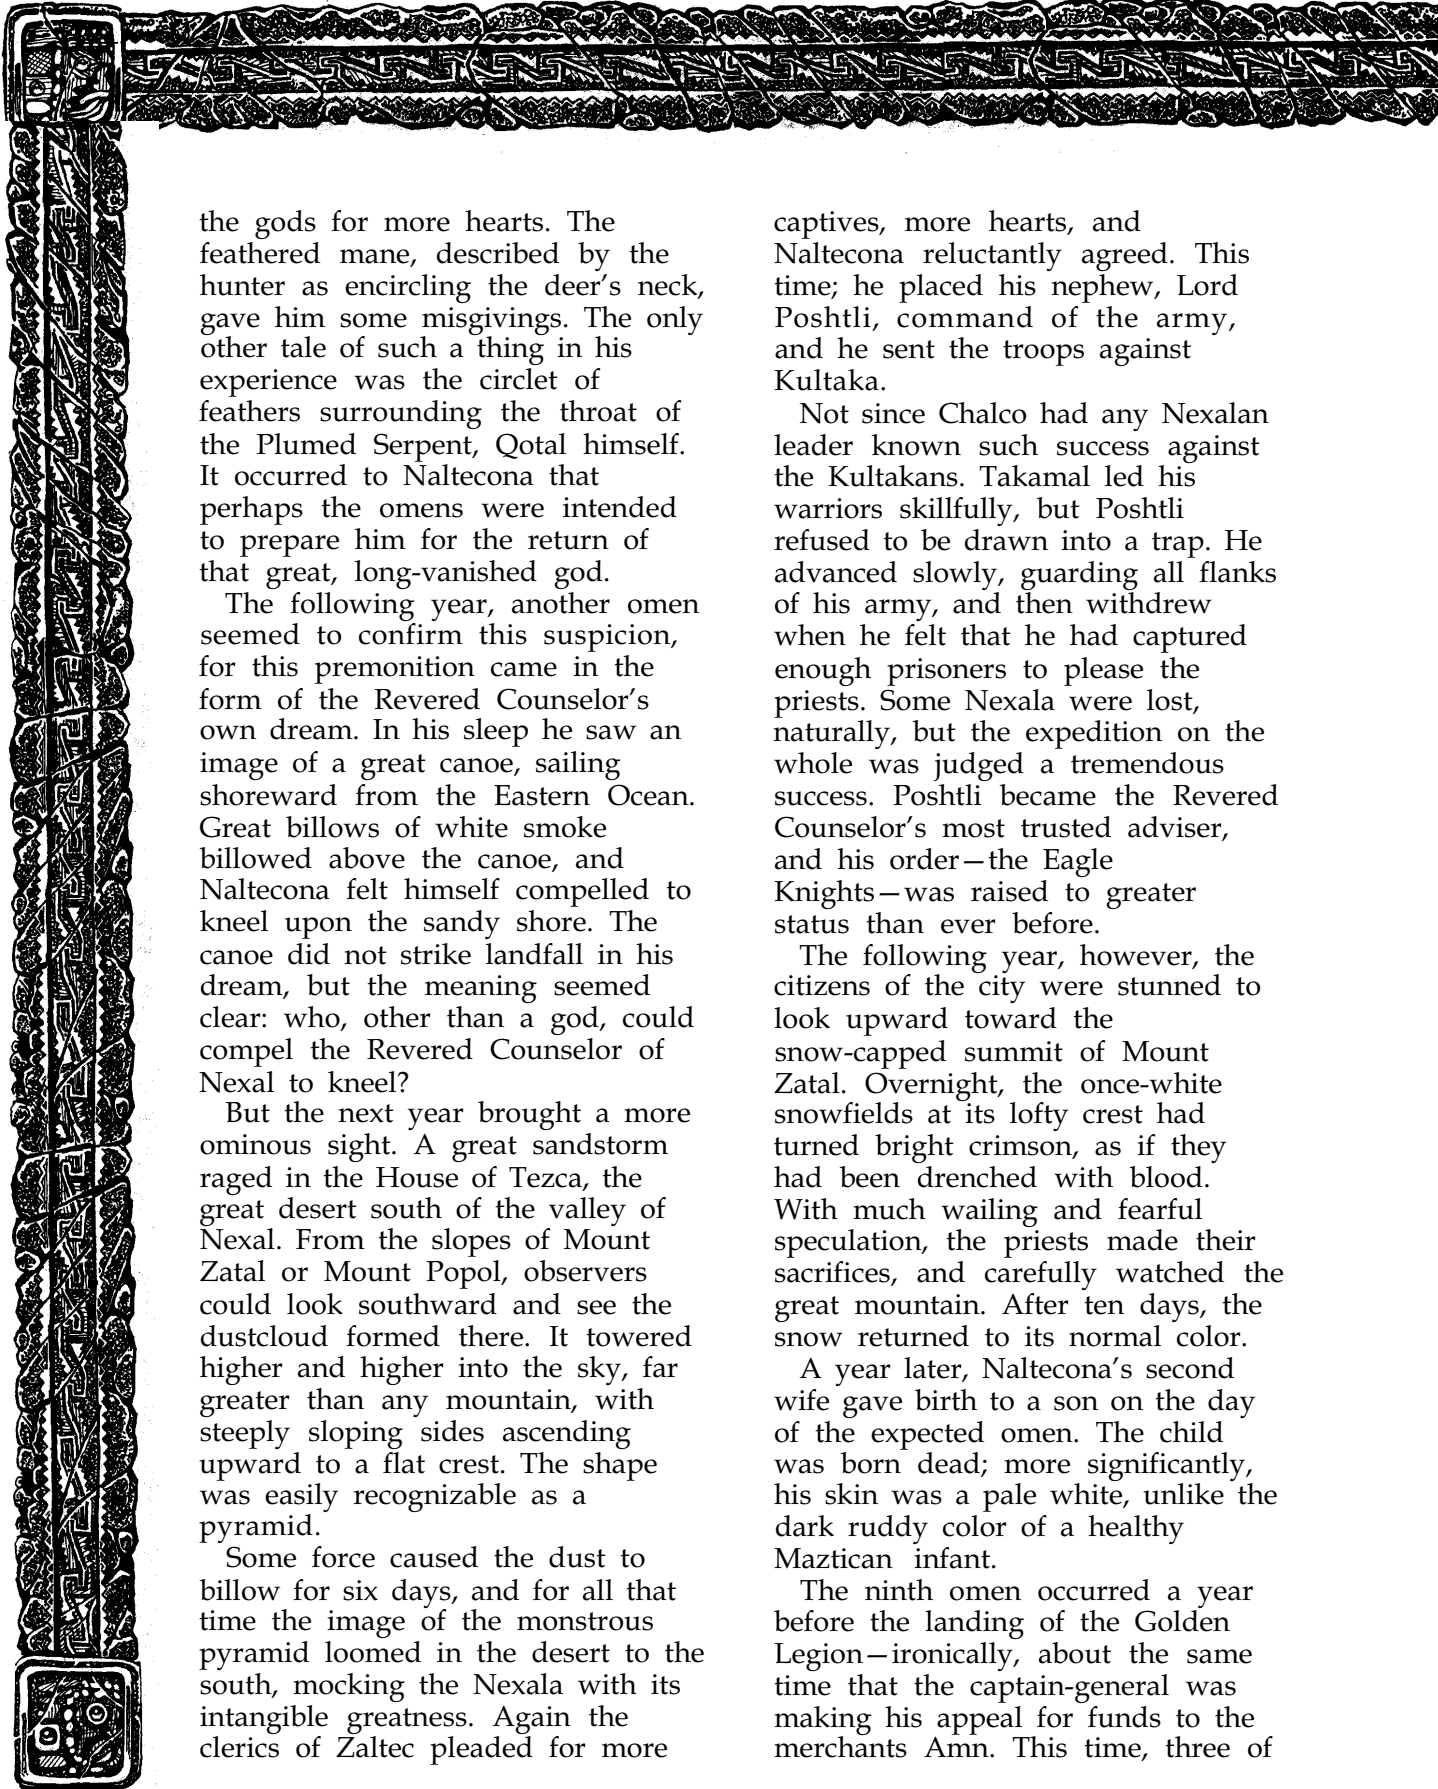 the gods for more hearts. The
feathered mane, described by the
hunter as encircling the deer's neck,
gave him some misgivings. The only
other tale of such a thing in his
experience was the circlet of
feathers surrounding the throat of
the Plumed Serpent, Qotal himself.
It occurred to Naltecona that
perhaps the omens were intended
to prepare him for the return of
that great, long-vanished god.
The following year, another omen
seemed to confirm this suspicion,
for this premonition came in the
form of the Revered Counselor's
own dream. In his sleep he saw an
image of a great canoe, sailing
shoreward from the Eastern Ocean.
Great billows of white smoke
billowed above the canoe, and
Naltecona felt himself compelled to
kneel upon the sandy shore. The
canoe did not strike landfall in his
dream, but the meaning seemed
clear: who, other than a god, could
compel the Revered Counselor of
Nexal to kneel?
But the next year brought a more
ominous sight. A great sandstorm
raged in the House of Tezca, the
great desert south of the valley of
Nexal. From the slopes of Mount
Zatal or Mount Popol, observers
could look southward and see the
dustcloud formed there. It towered
higher and higher into the sky, far
greater than any mountain, with
steeply sloping sides ascending
upward to a flat crest. The shape
was easily recognizable as a
pyramid.
Some force caused the dust to
billow for six days, and for all that
time the image of the monstrous
pyramid loomed in the desert to the
south, mocking the Nexala with its
intangible greatness. Again the
clerics of Zaltec pleaded for more
captives, more hearts, and
Naltecona reluctantly agreed. This
time; he placed his nephew, Lord
Poshtli, command of the army,
and he sent the troops against
Kultaka.
Not since Chalco had any Nexalan
leader known such success against
the Kultakans. Takamal led his
warriors skillfully, but Poshtli
refused to be drawn into a trap. He
advanced slowly, guarding all flanks
of his army, and then withdrew
when he felt that he had captured
enough prisoners to please the
priests. Some Nexala were lost,
naturally, but the expedition on the
whole was judged a tremendous
success. Poshtli became the Revered
Counselor's most trusted adviser,
and his order—the Eagle
Knights—was raised to greater
status than ever before.
The following year, however, the
citizens of the city were stunned to
look upward toward the
snow-capped summit of Mount
Zatal. Overnight, the once-white
snowfields at its lofty crest had
turned bright crimson, as if they
had been drenched with blood.
With much wailing and fearful
speculation, the priests made their
sacrifices, and carefully watched the
great mountain. After ten days, the
snow returned to its normal color.
A year later, Naltecona's second
wife gave birth to a son on the day
of the expected omen. The child
was born dead; more significantly,
his skin was a pale white, unlike the
dark ruddy color of a healthy
Maztican infant.
The ninth omen occurred a year
before the landing of the Golden
Legion—ironically, about the same
time that the captain-general was
making his appeal for funds to the
merchants Amn. This time, three of